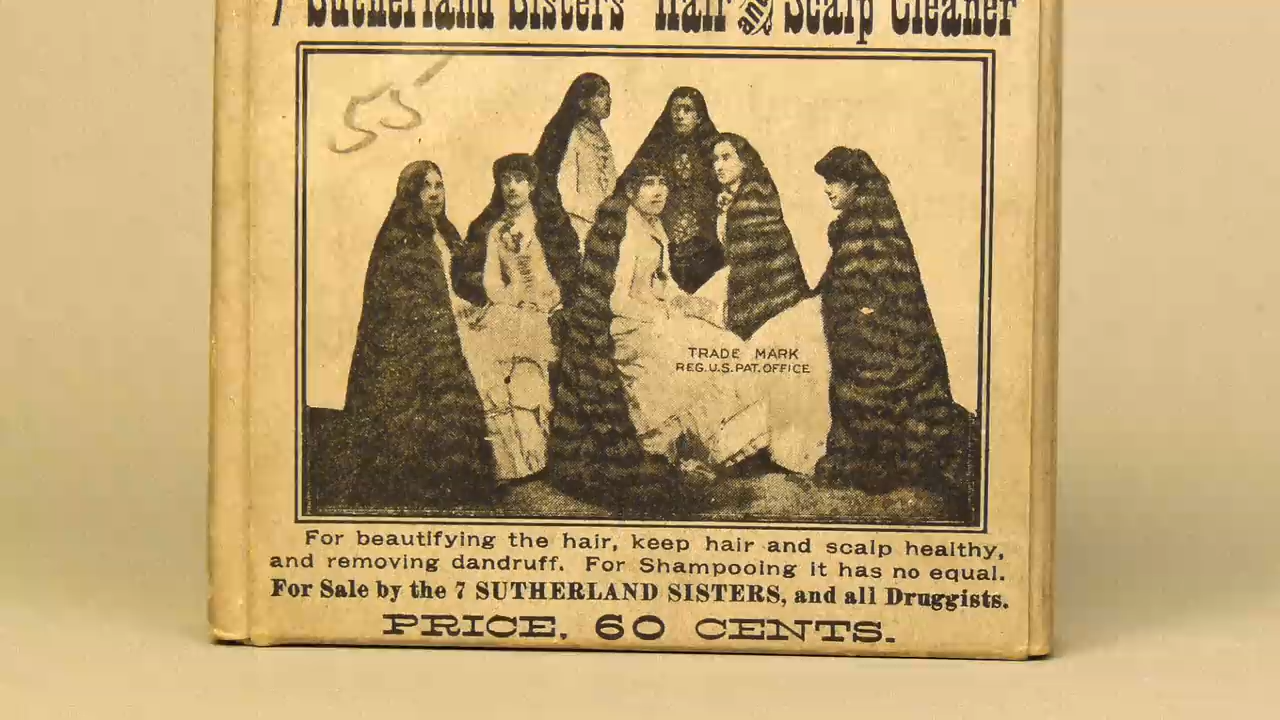 7 Sutherland Sisters' Hair and Scalp Cleaner
55
TRADE MARK
REG.U.S.PAT.OFFICE
For beautifying the hair, keep hair and scalp healthy,
and removing dandruff. For Shampooing it has no equal.
For Sale by the 7 SUTHERLAND SISTERS, and all Druggists.
PRICE, 60 CENTS.